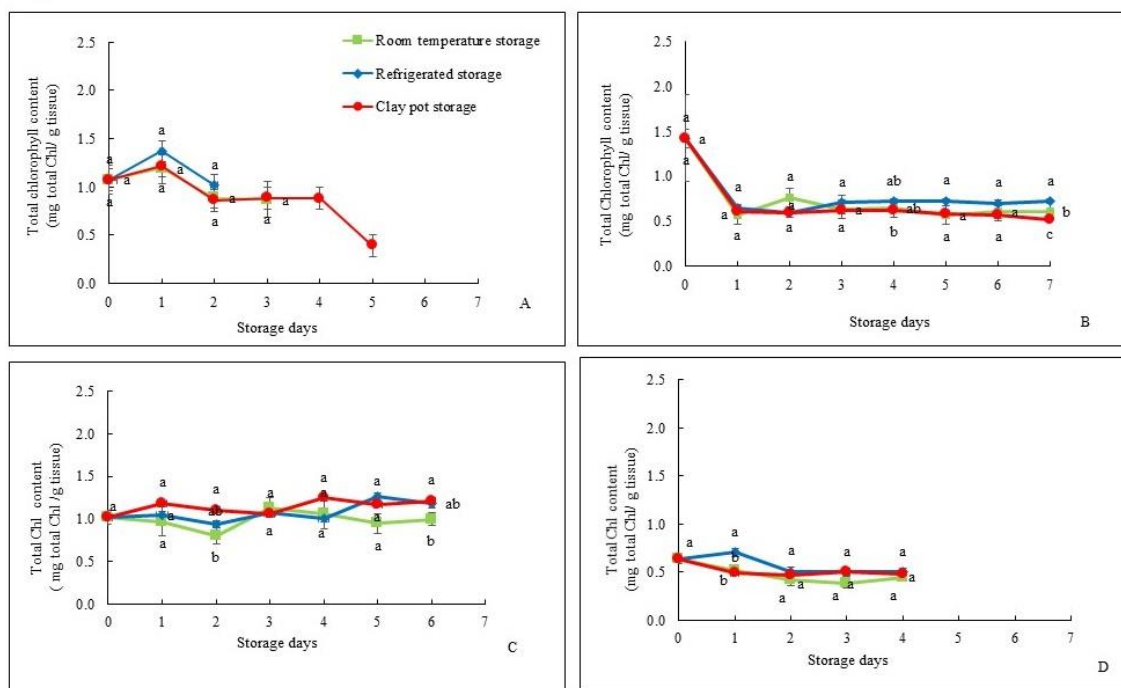 2.5
2.0
1.5
1.0
0.5
0.0
Total chlorophyll content
(mg total Chl/ g tissue)
Room temperature storage
Refrigerated storage
Clay pot storage
a
a
a
a a a a
a a a
a
0 1 2 3 4 5 6 7
Storage days
A
2.5
2.0
1.5
1.0
0.5
0.0
Total Chlorophyll content
(mg total Chl/ g tissue)
a
a
a
a a a ab a a a
a a a ab a a b
a a a b a a c
0 1 2 3 4 5 6 7
Storage days
B
2.5
2.0
1.5
1.0
0.5
0.0
Total Chl content
( mg total Chl /g tissue)
a a a a a a a
a ab a ab
a b a a a b
0 1 2 3 4 5 6 7
Storage days
C
2.5
2.0
1.5
1.0
0.5
0.0
Total Chl content
(mg total Chl/ g tissue)
a a a a a
b
b a a a
a a a
0 1 2 3 4 5 6 7
Storage days
D